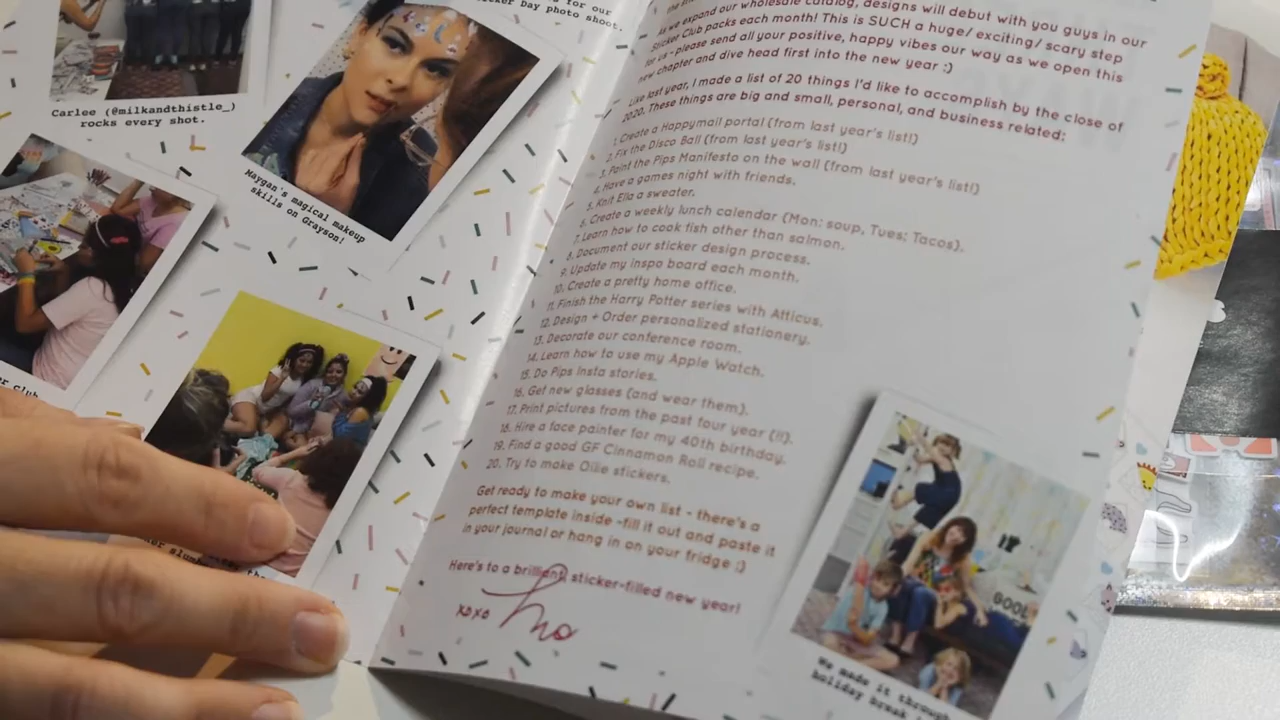 for our
Day photo shoot.
Carlee (@milkandthistle_)
rocks every shot.
Maygan's magical makeup
skills on Grayson!
As we expand our wholesale catalog, designs will debut with you guys in our
Sticker Club packs each month! This is SUCH a huge/ exciting/ scary step
for us - please send all your positive, happy vibes our way as we open this
new chapter and dive head first into the new year :)
Like last year, I made a list of 20 things I'd like to accomplish by the close of
2020. These things are big and small, personal, and business related:
1. Create a Happymail portal (from last year's list!)
2. Fix the Disco Ball (from last year's list!)
3. Paint the Pips Manifesto on the wall (from last year's list!)
4. Have a games night with friends.
5. Knit Ella a sweater.
6. Create a weekly lunch calendar (Mon: soup, Tues: Tacos).
7. Learn how to cook fish other than salmon.
8. Document our sticker design process.
9. Update my inspo board each month.
10. Create a pretty home office.
11. Finish the Harry Potter series with Atticus.
12. Design + Order personalized stationery.
13. Decorate our conference room.
14. Learn how to use my Apple Watch.
15. Do Pips Insta stories.
16. Get new glasses (and wear them).
17. Print pictures from the past four year (!!).
18. Hire a face painter for my 40th birthday.
19. Find a good GF Cinnamon Roll recipe.
20. Try to make Oilie stickers.
Get ready to make your own list - there's a
perfect template inside -fill it out and paste it
in your journal or hang in on your fridge :)
Here's to a brilliant, sticker-filled new year!
xoxo Mo
We made it through
holiday break